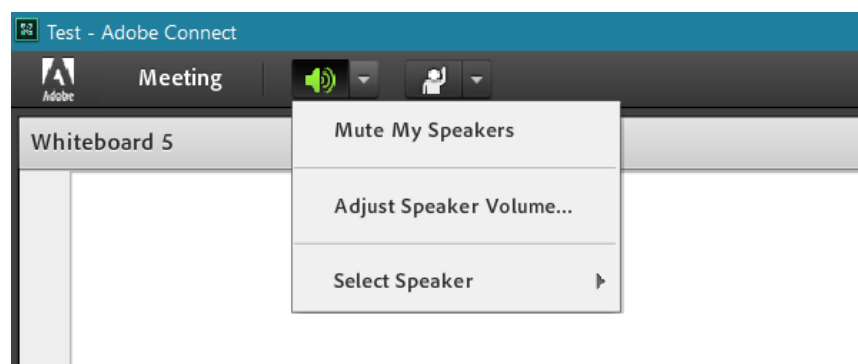 Test - Adobe Connect
Adobe
Meeting
Mute My Speakers
Whiteboard 5
Adjust Speaker Volume...
Select Speaker